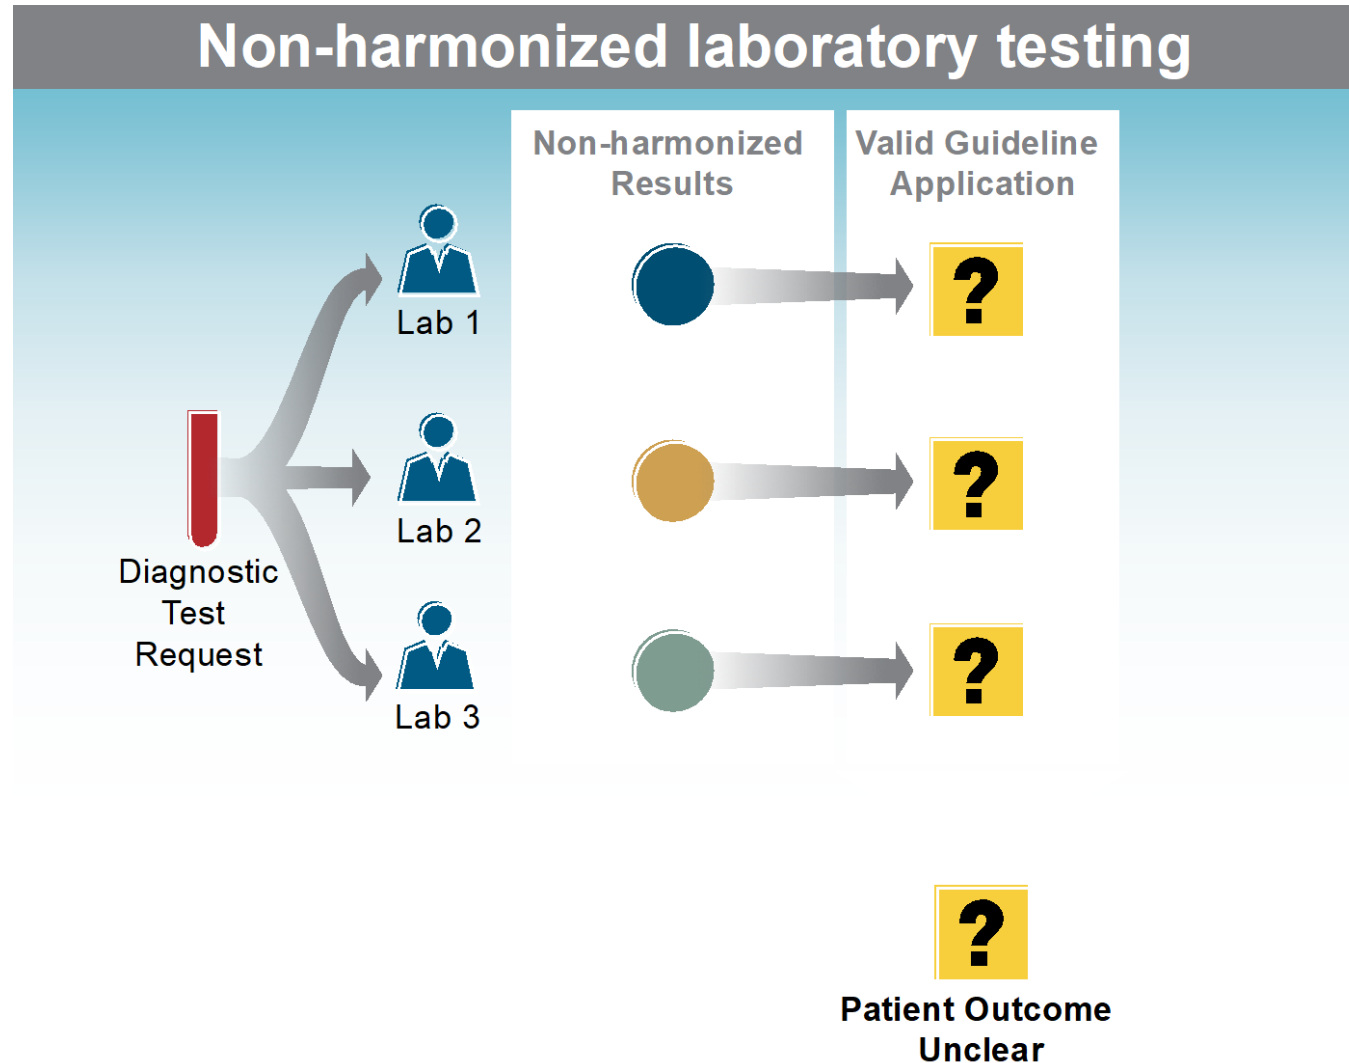 Non-harmonized laboratory testing
Non-harmonized
Results
Valid Guideline
Application
Lab 1
?
Lab 2
?
Diagnostic
Test
Request
Lab 3
?
?
Patient Outcome
Unclear